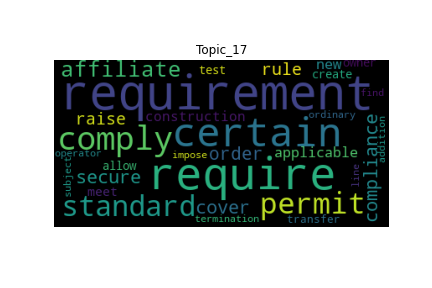 Topic_17
affiliate test rule new owner
create
requirement find
raise construction ordinary
comply certain compliance addition
operator impose order applicable
subject allow secure require line
meet
standard cover permit
termination transfer